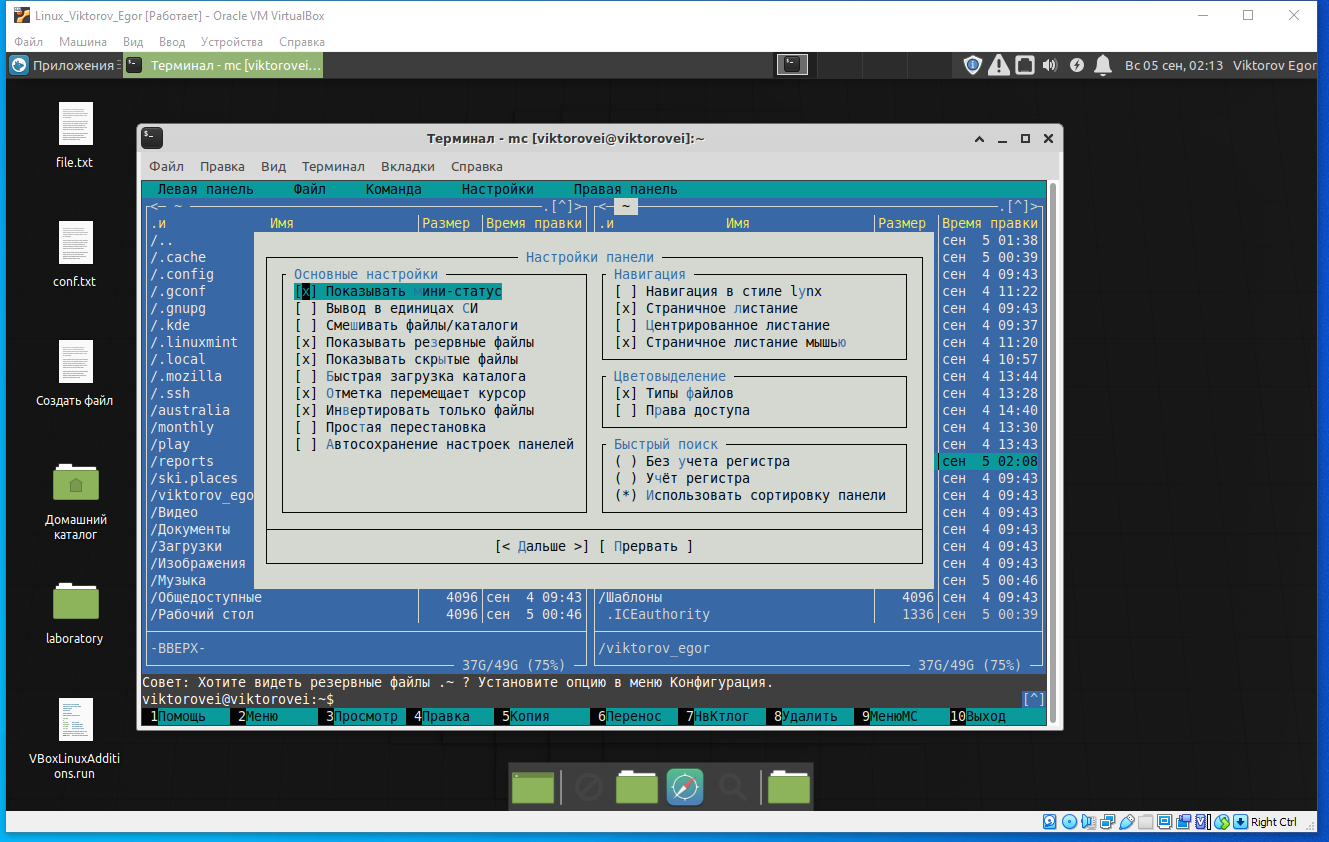 Linux_Viktorov_Egor [Работает] - Oracle VM VirtualBox
Файл Машина Вид Ввод Устройства Справка
Приложения Терминал - mc [viktorovei... Вс 05 сен, 02:13 Viktorov Egor
file.txt
conf.txt
Создать файл
Домашний
каталог
laboratory
VBoxLinuxAdditi
ons.run
Терминал - mc [viktorovei@viktorovei]:~
Файл Правка Вид Терминал Вкладки Справка
Левая панель Файл Команда Настройки Правая панель
<─ ~ .[^]> <─ ~ .[^]>
.и Имя Размер Время правки .и Имя Размер Время правки
/.. сен 5 01:38
/.cache сен 5 00:39
/.config сен 4 09:43
/.gconf сен 4 11:22
/.gnupg сен 4 09:43
/.kde сен 4 09:37
/.linuxmint сен 4 11:20
/.local сен 4 10:57
/.mozilla сен 4 13:44
/.ssh сен 4 13:28
/australia сен 4 14:40
/monthly сен 4 13:30
/play сен 4 13:43
/reports сен 5 02:08
/ski.places сен 4 09:43
/viktorov_ego сен 4 09:43
/Видео сен 4 09:43
/Документы сен 4 09:43
/Загрузки сен 4 09:43
/Изображения сен 4 09:43
/Музыка сен 5 00:46
/Общедоступные 4096 сен 4 09:43 /Шаблоны 4096 сен 4 09:43
/Рабочий стол 4096 сен 5 00:46 .ICEauthority 1336 сен 5 00:39
-ВВЕРХ- /viktorov_egor
37G/49G (75%) 37G/49G (75%)
Настройки панели
Основные настройки
[x] Показывать мини-статус
[ ] Вывод в единицах СИ
[ ] Смешивать файлы/каталоги
[x] Показывать резервные файлы
[x] Показывать скрытые файлы
[ ] Быстрая загрузка каталога
[x] Отметка перемещает курсор
[x] Инвертировать только файлы
[ ] Простая перестановка
[ ] Автосохранение настроек панелей
Навигация
[ ] Навигация в стиле lynx
[x] Страничное листание
[ ] Центрированное листание
[x] Страничное листание мышью
Цветовыделение
[x] Типы файлов
[ ] Права доступа
Быстрый поиск
( ) Без учета регистра
( ) Учёт регистра
(*) Использовать сортировку панели
[< Дальше >] [ Прервать ]
Совет: Хотите видеть резервные файлы .~ ? Установите опцию в меню Конфигурация.
viktorovei@viktorovei:~$ [^]
1Помощь 2Меню 3Просмотр 4Правка 5Копия 6Перенос 7НвКтлог 8Удалить 9МенюМС 10Выход
Right Ctrl